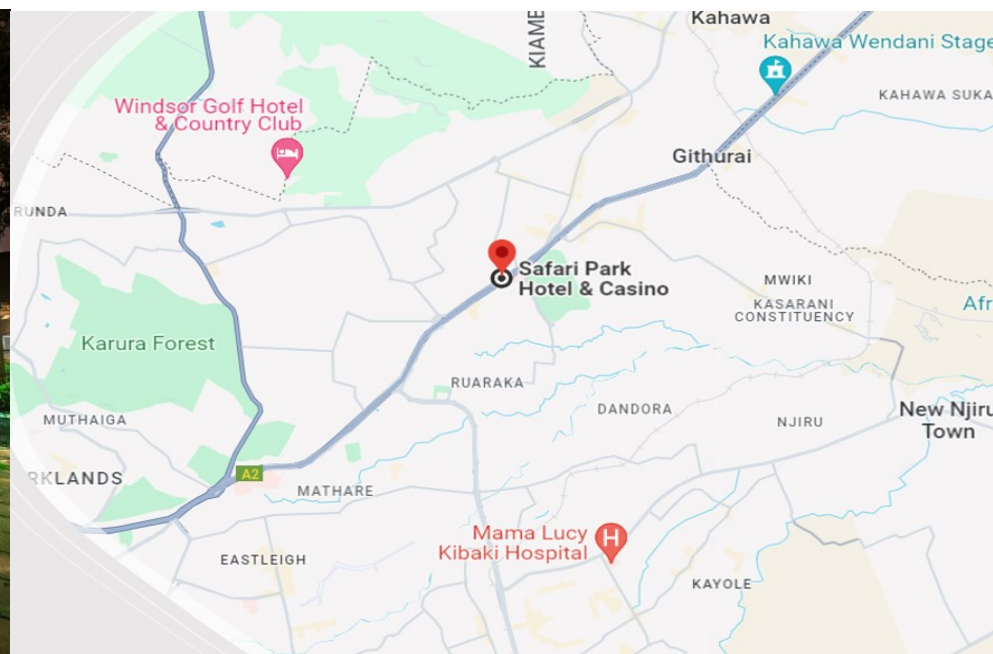 Kahawa
KIAMB
Kahawa Wendani Stage
KAHAWA SUKA
Windsor Golf Hotel
& Country Club
Githurai
RUNDA
Safari Park
Hotel & Casino
MWIKI
KASARANI
CONSTITUENCY
Afr
Karura Forest
RUARAKA
DANDORA
NJIRU
New Njiru
Town
MUTHAIGA
RKLANDS
A2
MATHARE
Mama Lucy
Kibaki Hospital
H
EASTLEIGH
KAYOLE